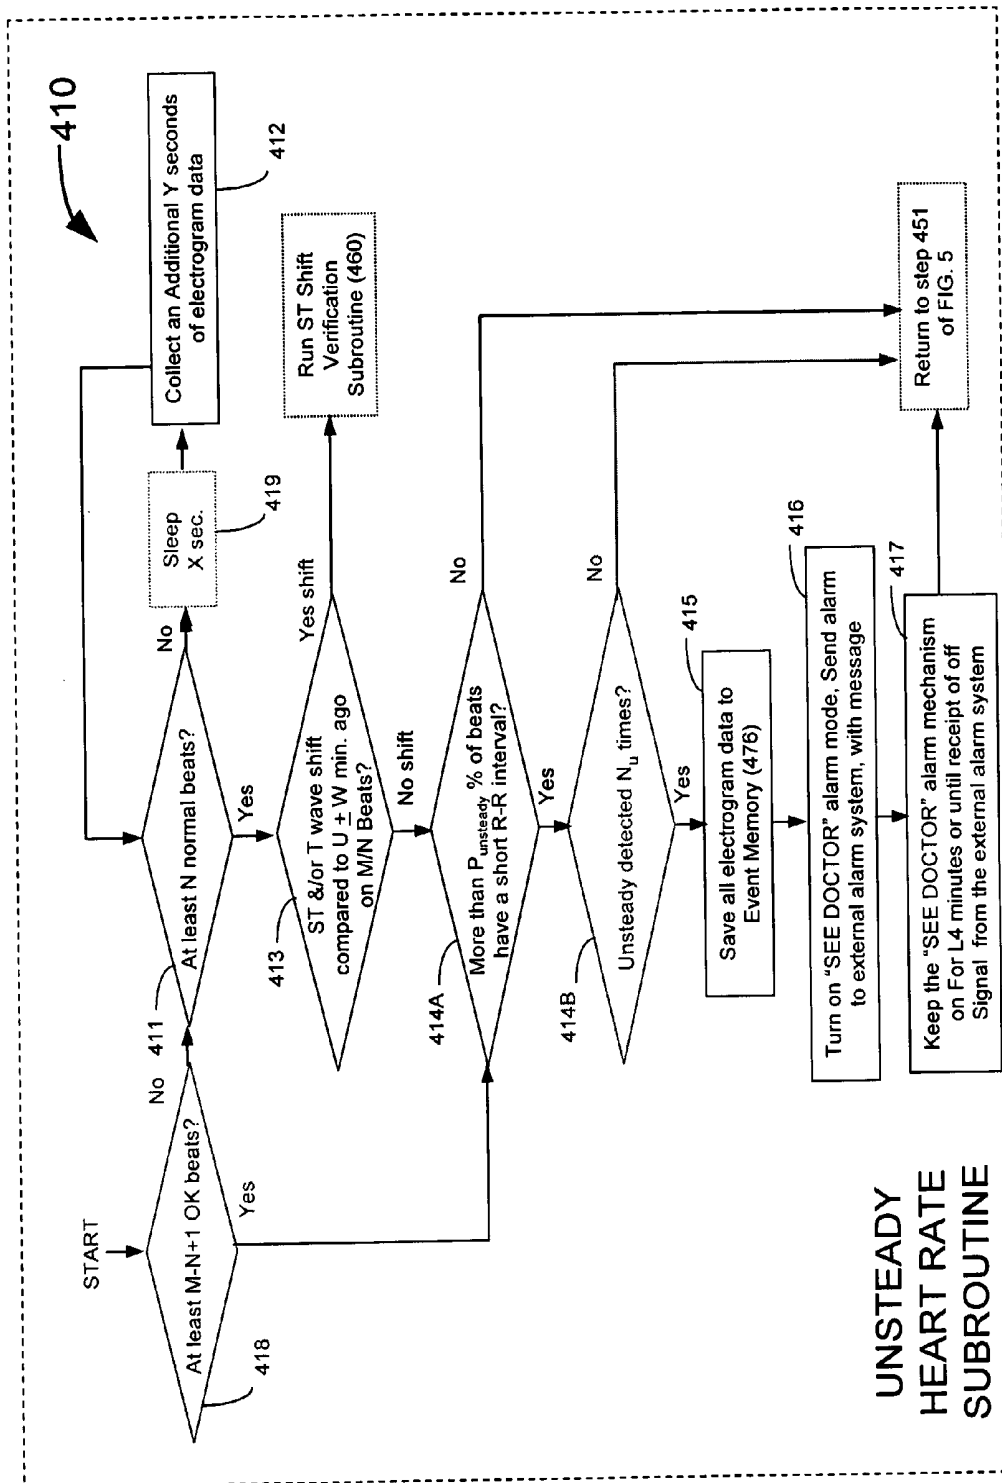 410
START
At least M-N+1 OK beats?
418
No
Yes
411
At least N normal beats?
No
Yes
Sleep
X sec.
419
Collect an Additional Y seconds
of electrogram data
412
413
ST &/or T wave shift
compared to U ± W min. ago
on M/N Beats?
Yes shift
No shift
Run ST Shift
Verification
Subroutine (460)
414A
More than Punsteady % of beats
have a short R-R interval?
No
Yes
414B
Unsteady detected Nu times?
No
Yes
415
Save all electrogram data to
Event Memory (476)
416
Turn on "SEE DOCTOR" alarm mode, Send alarm
to external alarm system, with message
417
Keep the "SEE DOCTOR" alarm mechanism
on For L4 minutes or until receipt of off
Signal from the external alarm system
Return to step 451
of FIG. 5
UNSTEADY
HEART RATE
SUBROUTINE